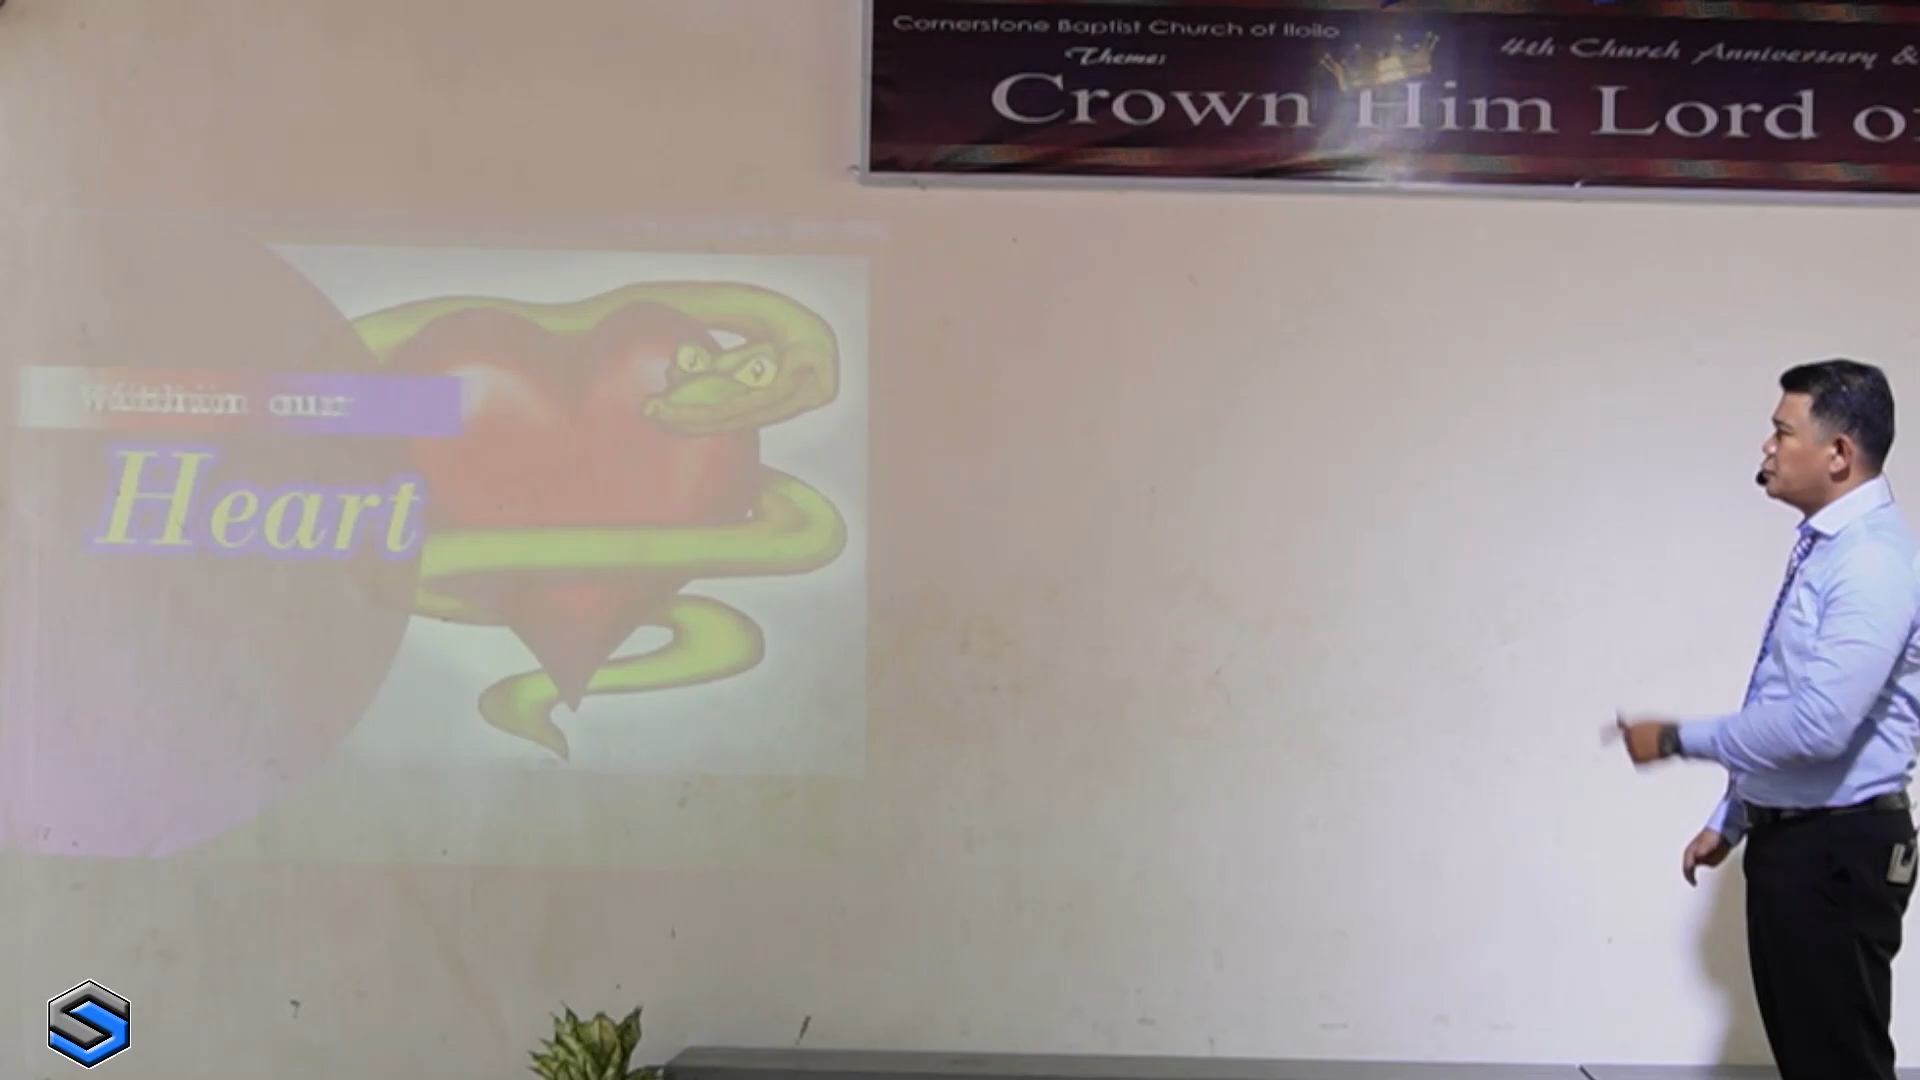 Cornerstone Baptist Church of Iloilo
4th Church Anniversary &
Theme:
Crown Him Lord of
Within our
Heart